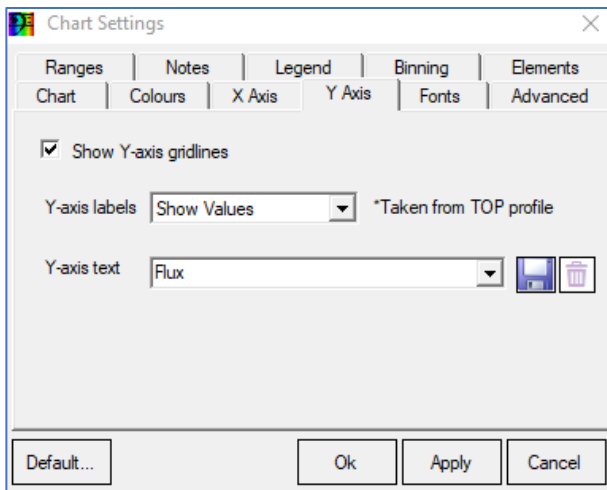 Chart Settings
Ranges Notes Legend Binning Elements
Chart Colours X Axis Y Axis Fonts Advanced
Show Y-axis gridlines
Y-axis labels Show Values *Taken from TOP profile
Y-axis text Flux
Default... Ok Apply Cancel